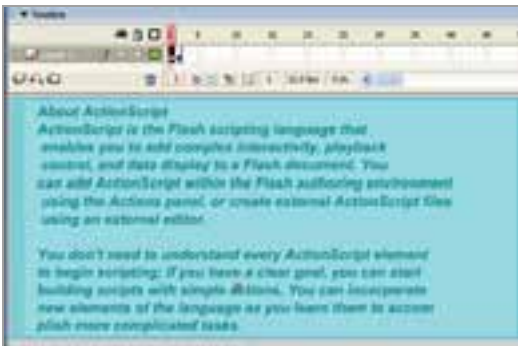 Timeline
About ActionScript
ActionScript is the Flash scripting language that
enables you to add complex interactivity, playback
control, and data display to a Flash document. You
can add ActionScript within the Flash authoring environment
using the Actions panel, or create external ActionScript files
using an external editor.
You don't need to understand every ActionScript element
to begin scripting; if you have a clear goal, you can start
building scripts with simple actions. You can incorporate
new elements of the language as you learn them to accom
plish more complicated tasks.